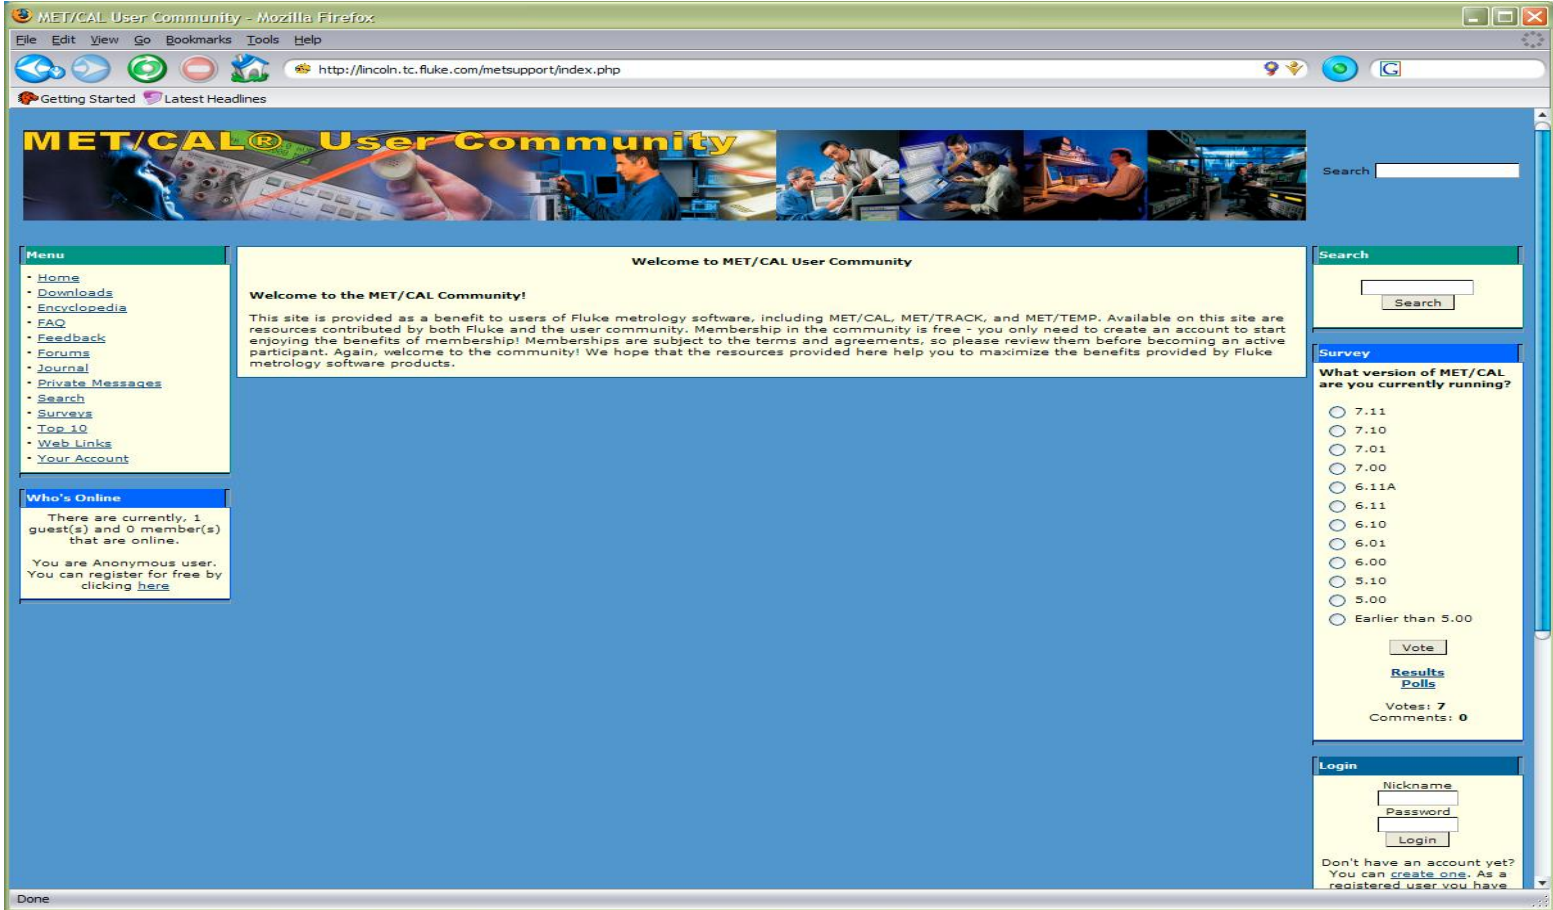 MET/CAL User Community - Mozilla Firefox
File Edit View Go Bookmarks Tools Help
http://lincoln.tc.fluke.com/metsupport/index.php
G
Getting Started Latest Headlines
MET/CAL® User Community
Search
Menu
· Home
· Downloads
· Encyclopedia
· FAQ
· Feedback
· Forums
· Journal
· Private Messages
· Search
· Surveys
· Top 10
· Web Links
· Your Account
Who's Online
There are currently, 1
guest(s) and 0 member(s)
that are online.
You are Anonymous user.
You can register for free by
clicking here
Welcome to MET/CAL User Community
Welcome to the MET/CAL Community!
This site is provided as a benefit to users of Fluke metrology software, including MET/CAL, MET/TRACK, and MET/TEMP. Available on this site are
resources contributed by both Fluke and the user community. Membership in the community is free - you only need to create an account to start
enjoying the benefits of membership! Memberships are subject to the terms and agreements, so please review them before becoming an active
participant. Again, welcome to the community! We hope that the resources provided here help you to maximize the benefits provided by Fluke
metrology software products.
Search
Search
Survey
What version of MET/CAL
are you currently running?
7.11
7.10
7.01
7.00
6.11A
6.11
6.10
6.01
6.00
5.10
5.00
Earlier than 5.00
Vote
Results
Polls
Votes: 7
Comments: 0
Login
Nickname
Password
Login
Don't have an account yet?
You can create one. As a
registered user you have
Done